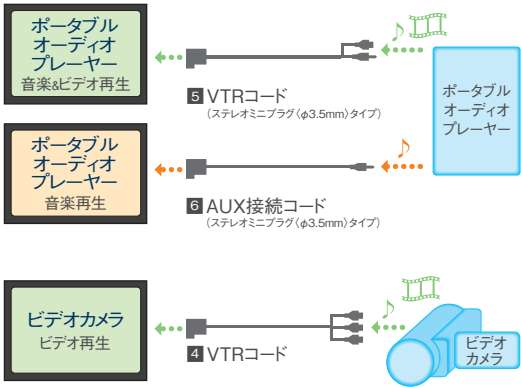 ポータブル
オーディオ
プレーヤー
音楽&ビデオ再生
5 VTRコード
（ステレオミニプラグ〈φ3.5mm〉タイプ）
ポータブル
オーディオ
プレーヤー
ポータブル
オーディオ
プレーヤー
音楽再生
6 AUX接続コード
（ステレオミニプラグ〈φ3.5mm〉タイプ）
ビデオカメラ
ビデオ再生
4 VTRコード
ビデオ
カメラ